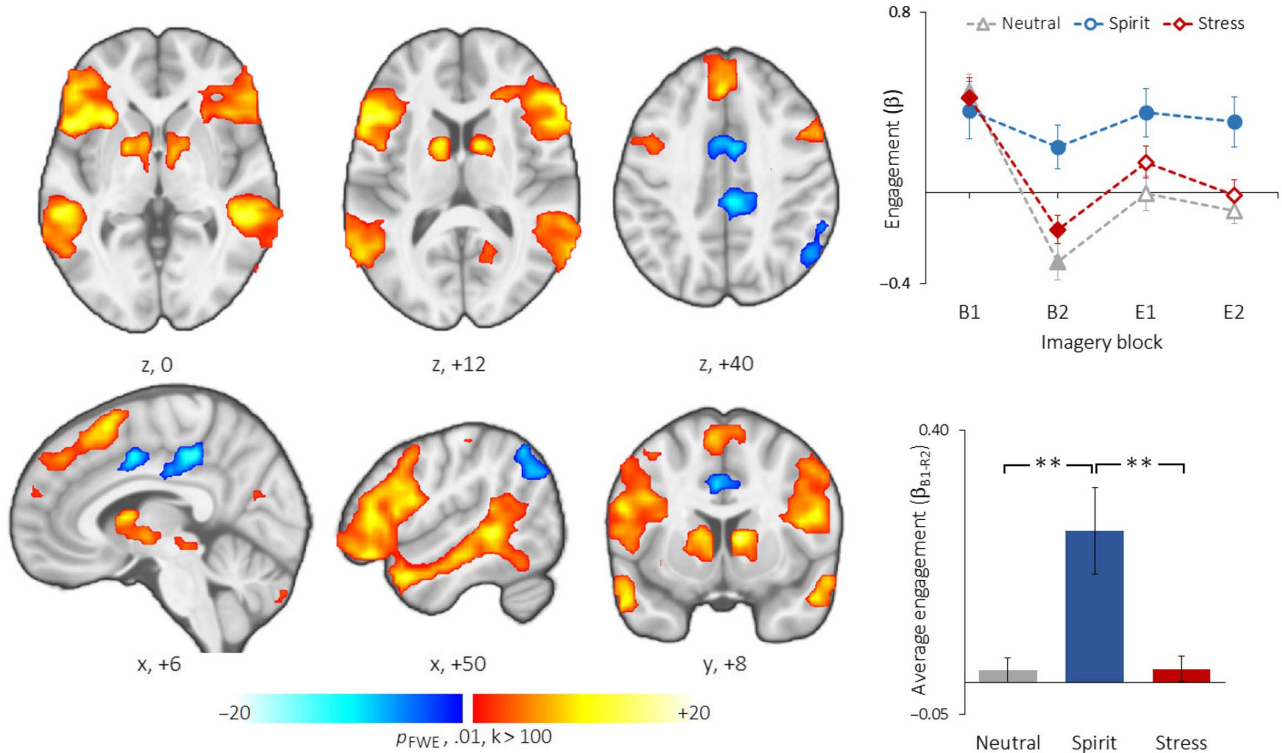 z, 0
z, +12
z, +40
x, +6
x, +50
y, +8
−20
+20
pFWE , .01, k > 100
0.8
Neutral
Spirit
Stress
Engagement (β)
−0.4
B1
B2
E1
E2
Imagery block
0.40
** **
Average engagement (βB1-R2)
−0.05
Neutral
Spirit
Stress